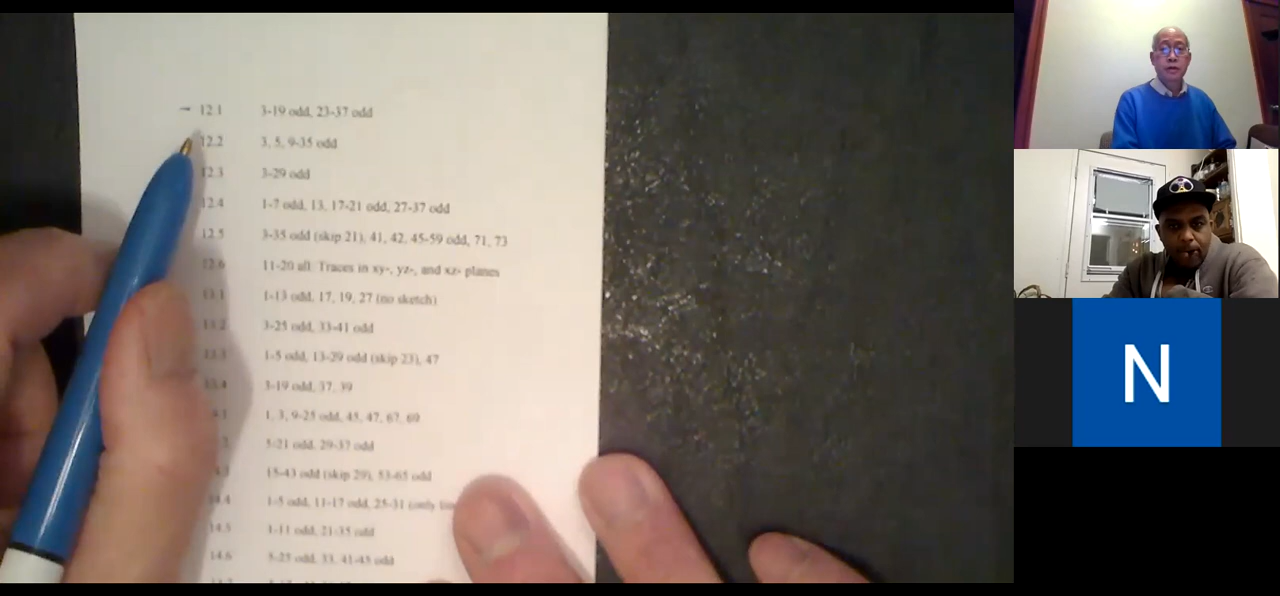 12.1 3-19 odd, 23-37 odd
12.2 3, 5, 9-35 odd
12.3 3-29 odd
12.4 1-7 odd, 13, 17-21 odd, 27-37 odd
12.5 3-35 odd (skip 21), 41, 42, 45-59 odd, 71, 73
12.6 11-20 all: Traces in xy-, yz-, and xz- planes
13.1 1-13 odd, 17, 19, 27 (no sketch)
13.2 3-25 odd, 33-41 odd
13.3 1-5 odd, 13-29 odd (skip 23), 47
13.4 3-19 odd, 37, 39
1, 3, 9-25 odd, 45, 47, 67, 69
5-21 odd, 29-37 odd
15-43 odd (skip 29), 53-65 odd
14.4 1-5 odd, 11-17 odd, 25-31 (only
14.5 1-11 odd, 21-35 odd
14.6 5-25 odd, 33, 41-45 odd
N